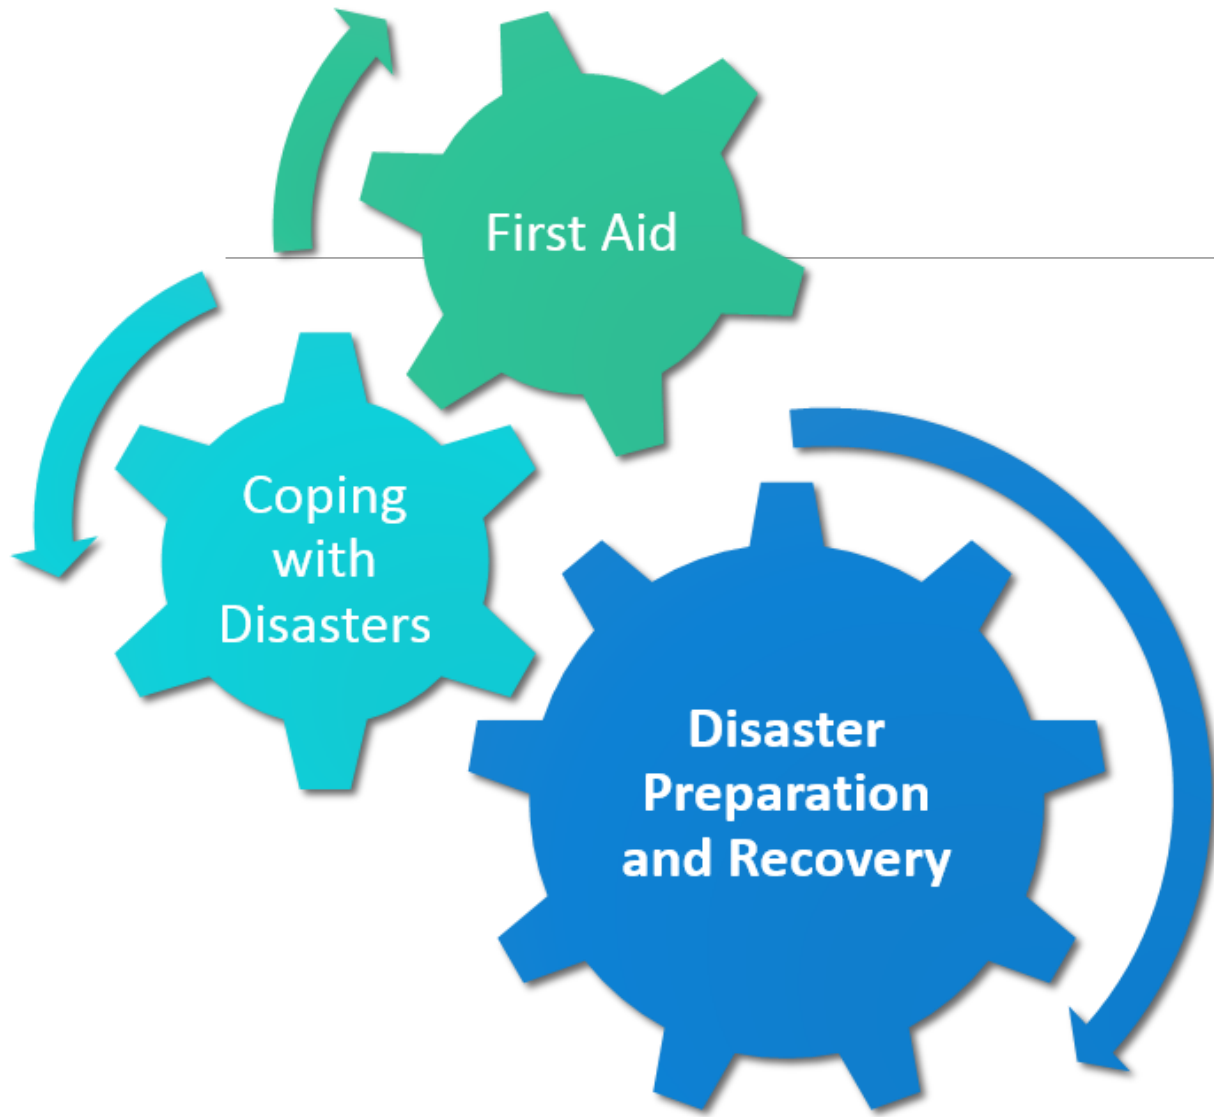 First Aid
Coping
with
Disasters
Disaster
Preparation
and Recovery